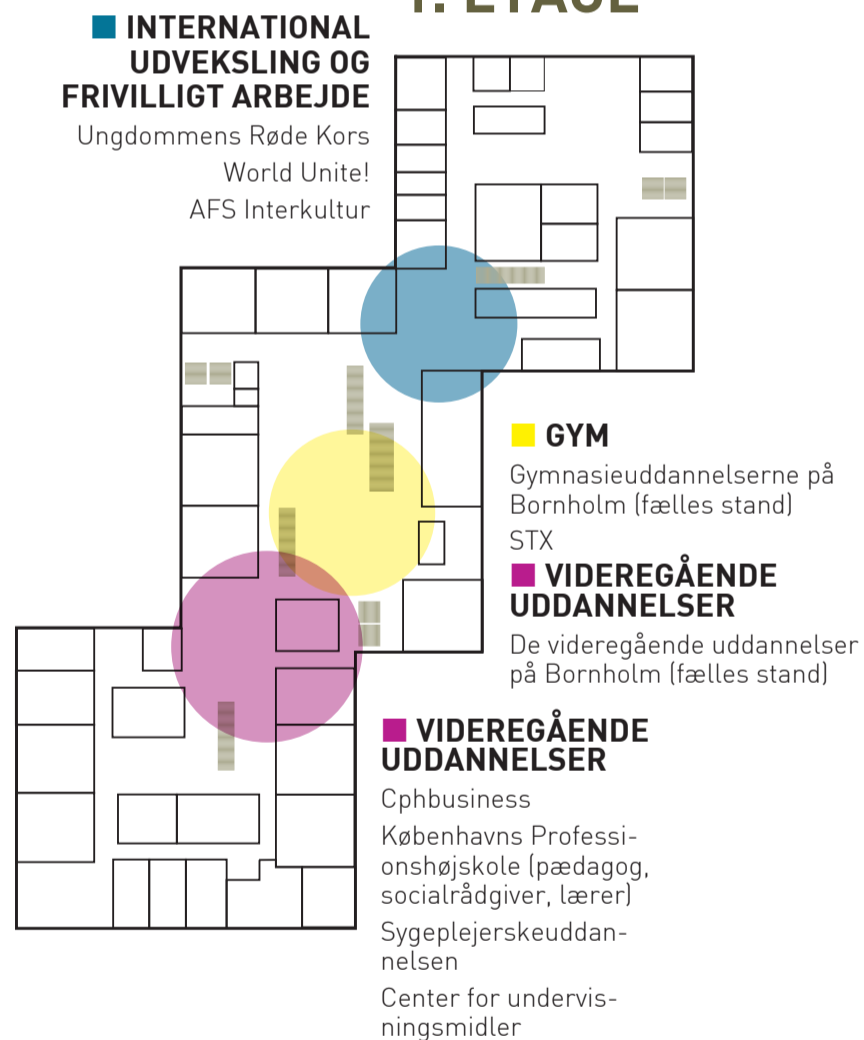 1. ETAGE
INTERNATIONAL
UDVEKSLING OG
FRIVILLIGT ARBEJDE
Ungdommens Røde Kors
World Unite!
AFS Interkultur
GYM
Gymnasieuddannelserne på
Bornholm (fælles stand)
STX
VIDEREGÅENDE
UDDANNELSER
De videregående uddannelser
på Bornholm (fælles stand)
VIDEREGÅENDE
UDDANNELSER
Cphbusiness
Københavns Professi-
onshøjskole (pædagog,
socialrådgiver, lærer)
Sygeplejerskeuddan-
nelsen
Center for undervis-
ningsmidler